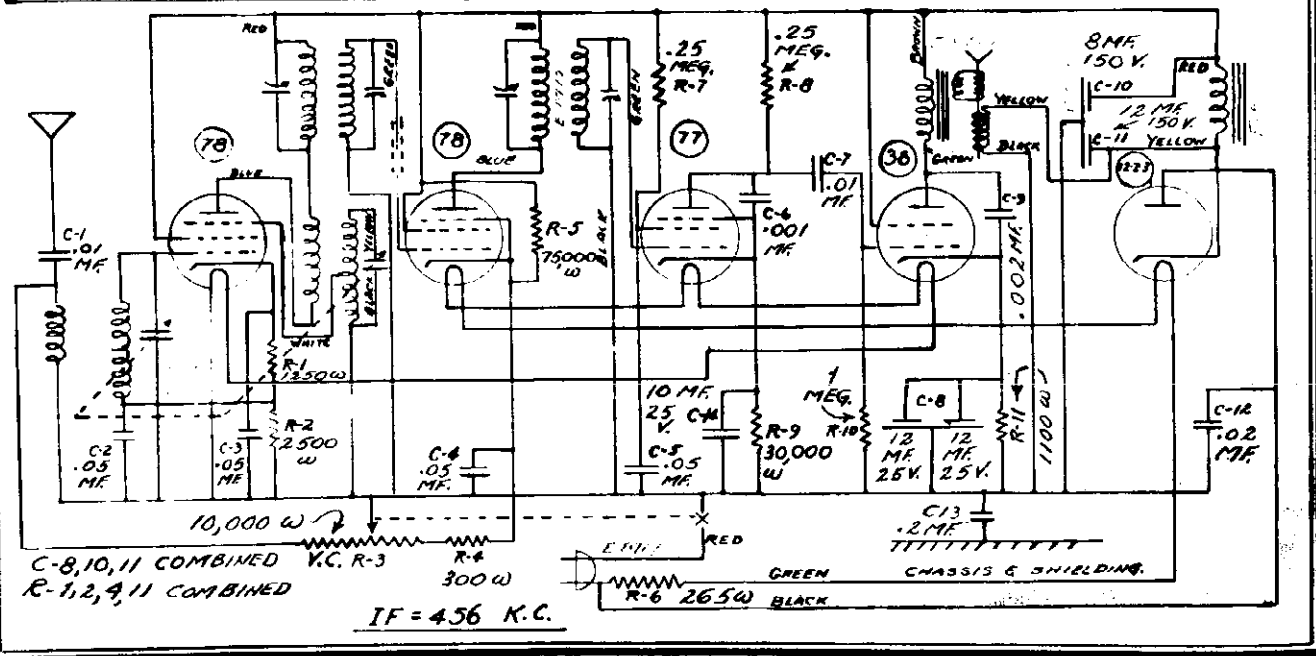 RED
GREEN
RED
GREEN
.25
MEG.
R-7
.25
MEG.
R-8
BROWN
8 MF.
150 V.
RED
C-10
YELLOW
12 MF.
150 V.
C-11
YELLOW
BLACK
78
78
77
38
12-Z-3
BLUE
BLUE
GREEN
C-7
.01
MF.
C-1
.01
MF.
R-5
75000
ω
BLACK
C-6
.001
MF.
C-9
.002 MF.
YELLOW
BLACK
WHITE
R-1
1250 ω
R-2
2500
ω
C-2
.05
MF.
C-3
.05
MF
C-4
.05
MF.
10 MF.
25
V.
C-14
C-5
.05
MF.
R-9
30,000
ω
1
MEG.
R-10
C-8
12
MF.
25 V.
12
MF.
25 V.
R-11
1100 ω
C-12
.02
MF.
C13
.2 MF.
10,000 ω
V.C. R-3
R-4
300 ω
RED
C-8,10,11 COMBINED
R-1,2,4,11 COMBINED
R-6 265 ω
GREEN
BLACK
CHASSIS & SHIELDING.
IF = 456 K.C.